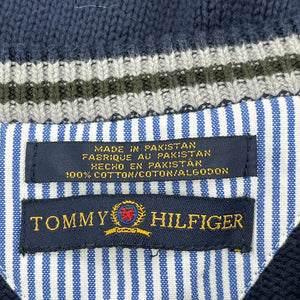 MADE IN PAKISTAN
FABRIQUE AU PAKISTAN
HECHO EN PAKISTAN
100% COTTON/COTON/ALGODON
TOMMY HILFIGER